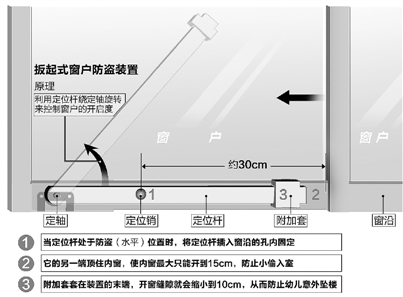 扳起式窗户防盗装置
原理
利用定位杆绕定轴旋转
来控制窗户的开启度
窗 户
窗 户
约30cm
1
3
2
定轴
定位销
定位杆
附加套
窗沿
1 当定位杆处于防盗（水平）位置时，将定位杆插入窗沿的孔内固定
2 它的另一端顶住内窗，使内窗最大只能开到15cm，防止小偷入室
3 附加套套在装置的末端，开窗缝隙就会缩小到10cm，从而防止幼儿意外坠楼